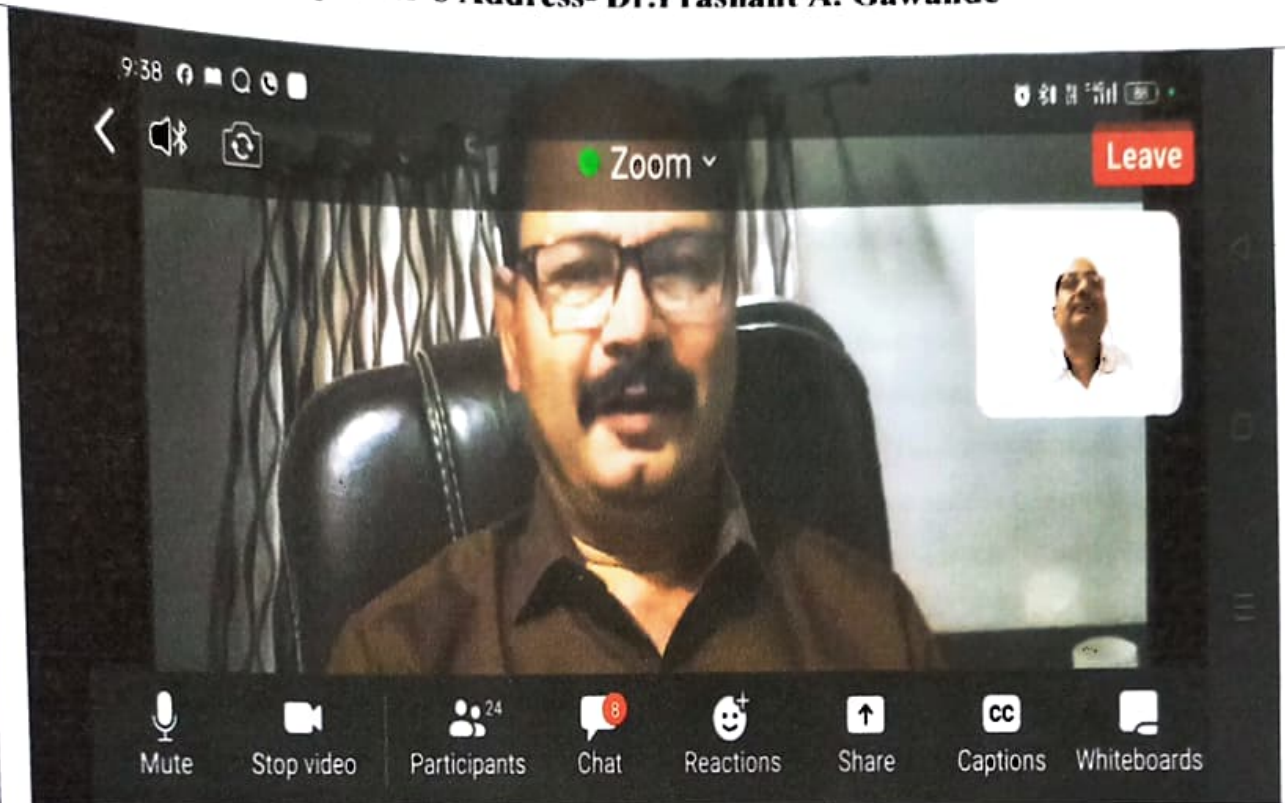 Address- Dr.Prashant A. Gawande
9:38
Zoom
Leave
24
8
Mute
Stop video
Participants
Chat
Reactions
Share
CC
Captions
Whiteboards